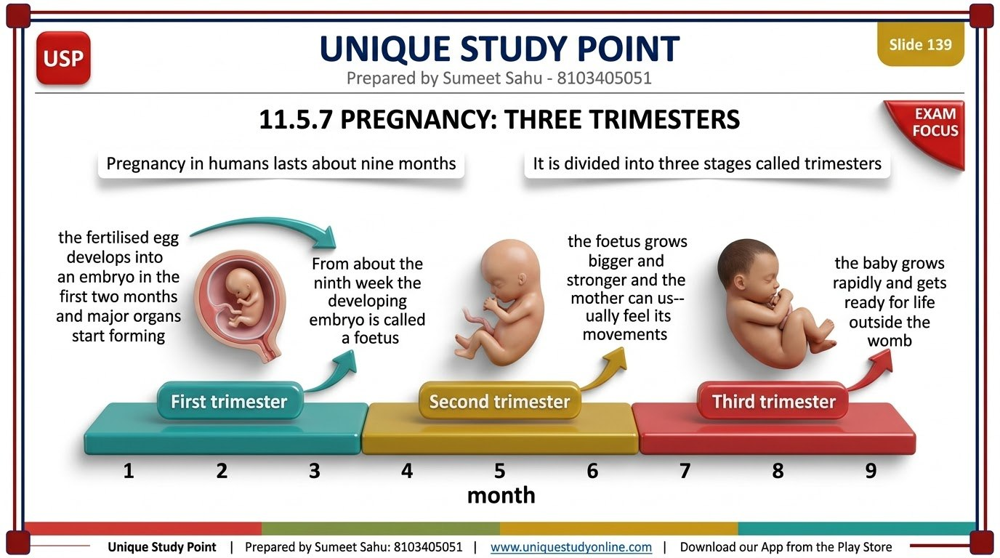 USP
UNIQUE STUDY POINT
Prepared by Sumeet Sahu - 8103405051
Slide 139
11.5.7 PREGNANCY: THREE TRIMESTERS
EXAM
FOCUS
Pregnancy in humans lasts about nine months
It is divided into three stages called trimesters
the fertilised egg
develops into
an embryo in the
first two months
and major organs
start forming
From about the
ninth week the
developing
embryo is called
a foetus
the foetus grows
bigger and
stronger and the
mother can us--
ually feel its
movements
the baby grows
rapidly and gets
ready for life
outside the
womb
First trimester
Second trimester
Third trimester
1 2 3 4 5 6 7 8 9
month
Unique Study Point | Prepared by Sumeet Sahu: 8103405051 | www.uniquestudyonline.com | Download our App from the Play Store